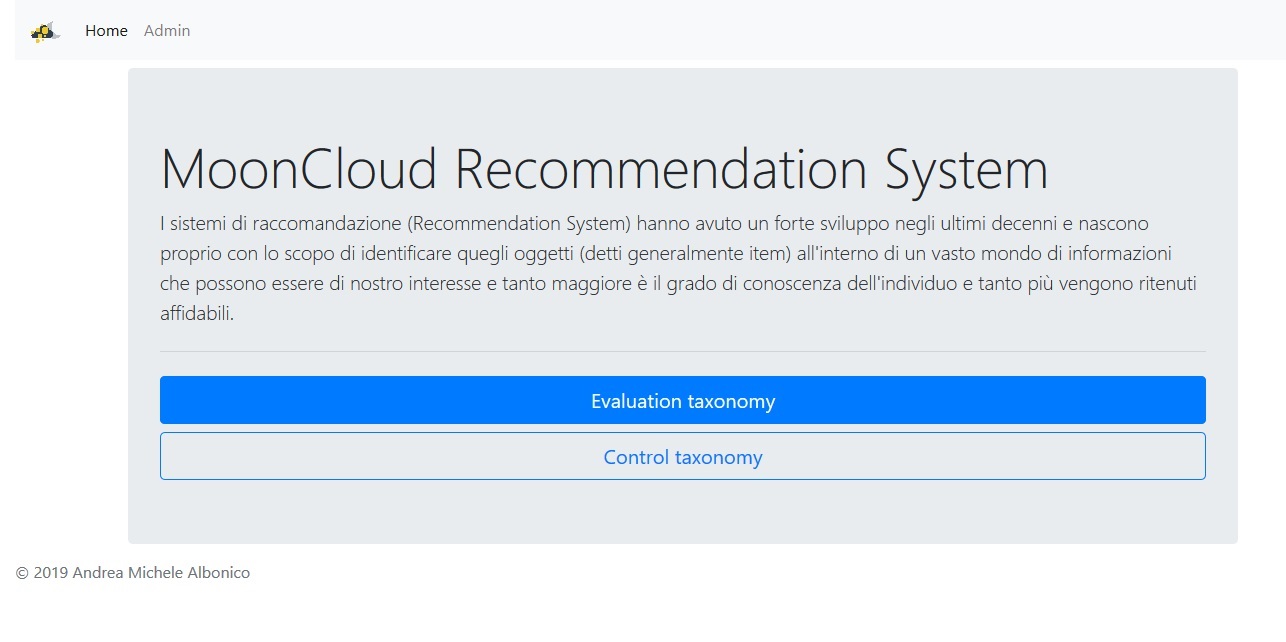 Home Admin
MoonCloud Recommendation System
I sistemi di raccomandazione (Recommendation System) hanno avuto un forte sviluppo negli ultimi decenni e nascono
proprio con lo scopo di identificare quegli oggetti (detti generalmente item) all'interno di un vasto mondo di informazioni
che possono essere di nostro interesse e tanto maggiore è il grado di conoscenza dell'individuo e tanto più vengono ritenuti
affidabili.
Evaluation taxonomy
Control taxonomy
© 2019 Andrea Michele Albonico